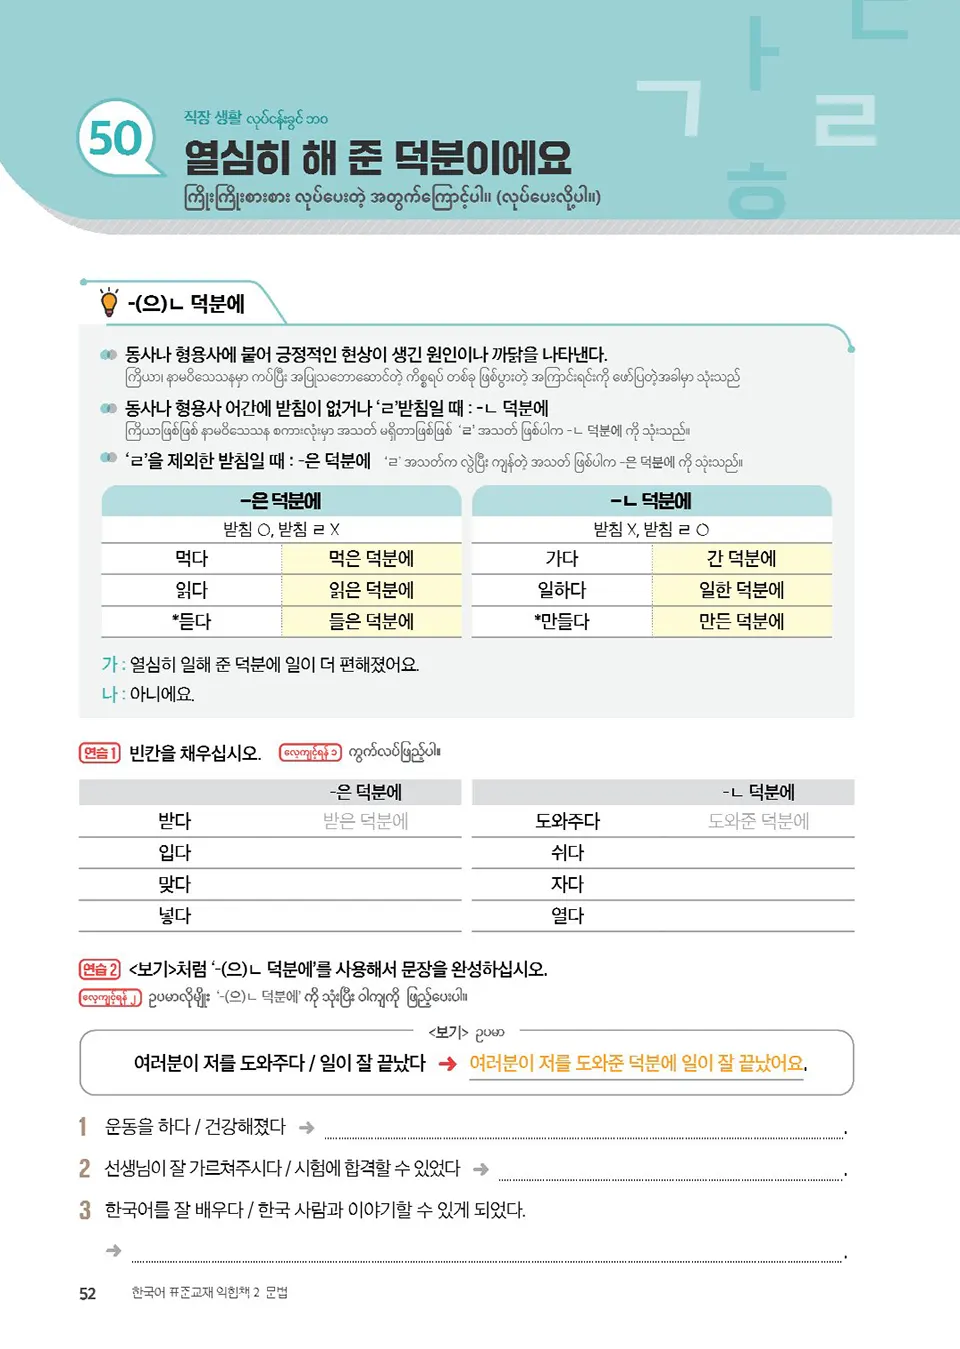 50
직장 생활 လုပ်ငန်းခွင် ဘဝ
열심히 해 준 덕분이에요
ကြိုးကြိုးစားစား လုပ်ပေးတဲ့ အတွက်ကြောင့်ပါ။ (လုပ်ပေးလို့ပါ။)
ㄱ ㅏ ㄹ ㅎ
-(으)ㄴ 덕분에
동사나 형용사에 붙어 긍정적인 현상이 생긴 원인이나 까닭을 나타낸다.
ကြိယာ၊ နာမဝိသေသနမှာ ကပ်ပြီး အပြုသဘောဆောင်တဲ့ ကိစ္စရပ် တစ်ခု ဖြစ်ပွားတဲ့ အကြောင်းရင်းကို ဖော်ပြတဲ့အခါမှာ သုံးသည်
동사나 형용사 어간에 받침이 없거나 ‘ㄹ’받침일 때 : -ㄴ 덕분에
ကြိယာဖြစ်ဖြစ် နာမဝိသေသန စကားလုံးမှာ အသတ် မရှိတာဖြစ်ဖြစ် ‘ㄹ’ အသတ် ဖြစ်ပါက -ㄴ 덕분에 ကို သုံးသည်။
‘ㄹ’을 제외한 받침일 때 : -은 덕분에 ‘ㄹ’ အသတ်က လွဲပြီး ကျန်တဲ့ အသတ် ဖြစ်ပါက -은 덕분에 ကို သုံးသည်။
-은 덕분에 -ㄴ 덕분에
받침 O, 받침 ㄹ X 받침 X, 받침 ㄹ O
먹다 먹은 덕분에 가다 간 덕분에
읽다 읽은 덕분에 일하다 일한 덕분에
*듣다 들은 덕분에 *만들다 만든 덕분에
가 : 열심히 일해 준 덕분에 일이 더 편해졌어요.
나 : 아니에요.
연습 1 빈칸을 채우십시오. လေ့ကျင့်ရန် ၁ ကွက်လပ်ဖြည့်ပါ။
-은 덕분에 -ㄴ 덕분에
받다 받은 덕분에 도와주다 도와준 덕분에
입다 쉬다
맞다 자다
넣다 열다
연습 2 <보기>처럼 ‘-(으)ㄴ 덕분에’를 사용해서 문장을 완성하십시오.
လေ့ကျင့်ရန် ၂ ဥပမာလိုမျိုး ‘-(으)ㄴ 덕분에’ ကို သုံးပြီး ဝါကျကို ဖြည့်ပေးပါ။
<보기> ဥပမာ
여러분이 저를 도와주다 / 일이 잘 끝났다 ➜ 여러분이 저를 도와준 덕분에 일이 잘 끝났어요.
1 운동을 하다 / 건강해졌다 ➜ .
2 선생님이 잘 가르쳐주시다 / 시험에 합격할 수 있었다 ➜ .
3 한국어를 잘 배우다 / 한국 사람과 이야기할 수 있게 되었다.
➜ .
52 한국어 표준교재 익힘책 2 문법